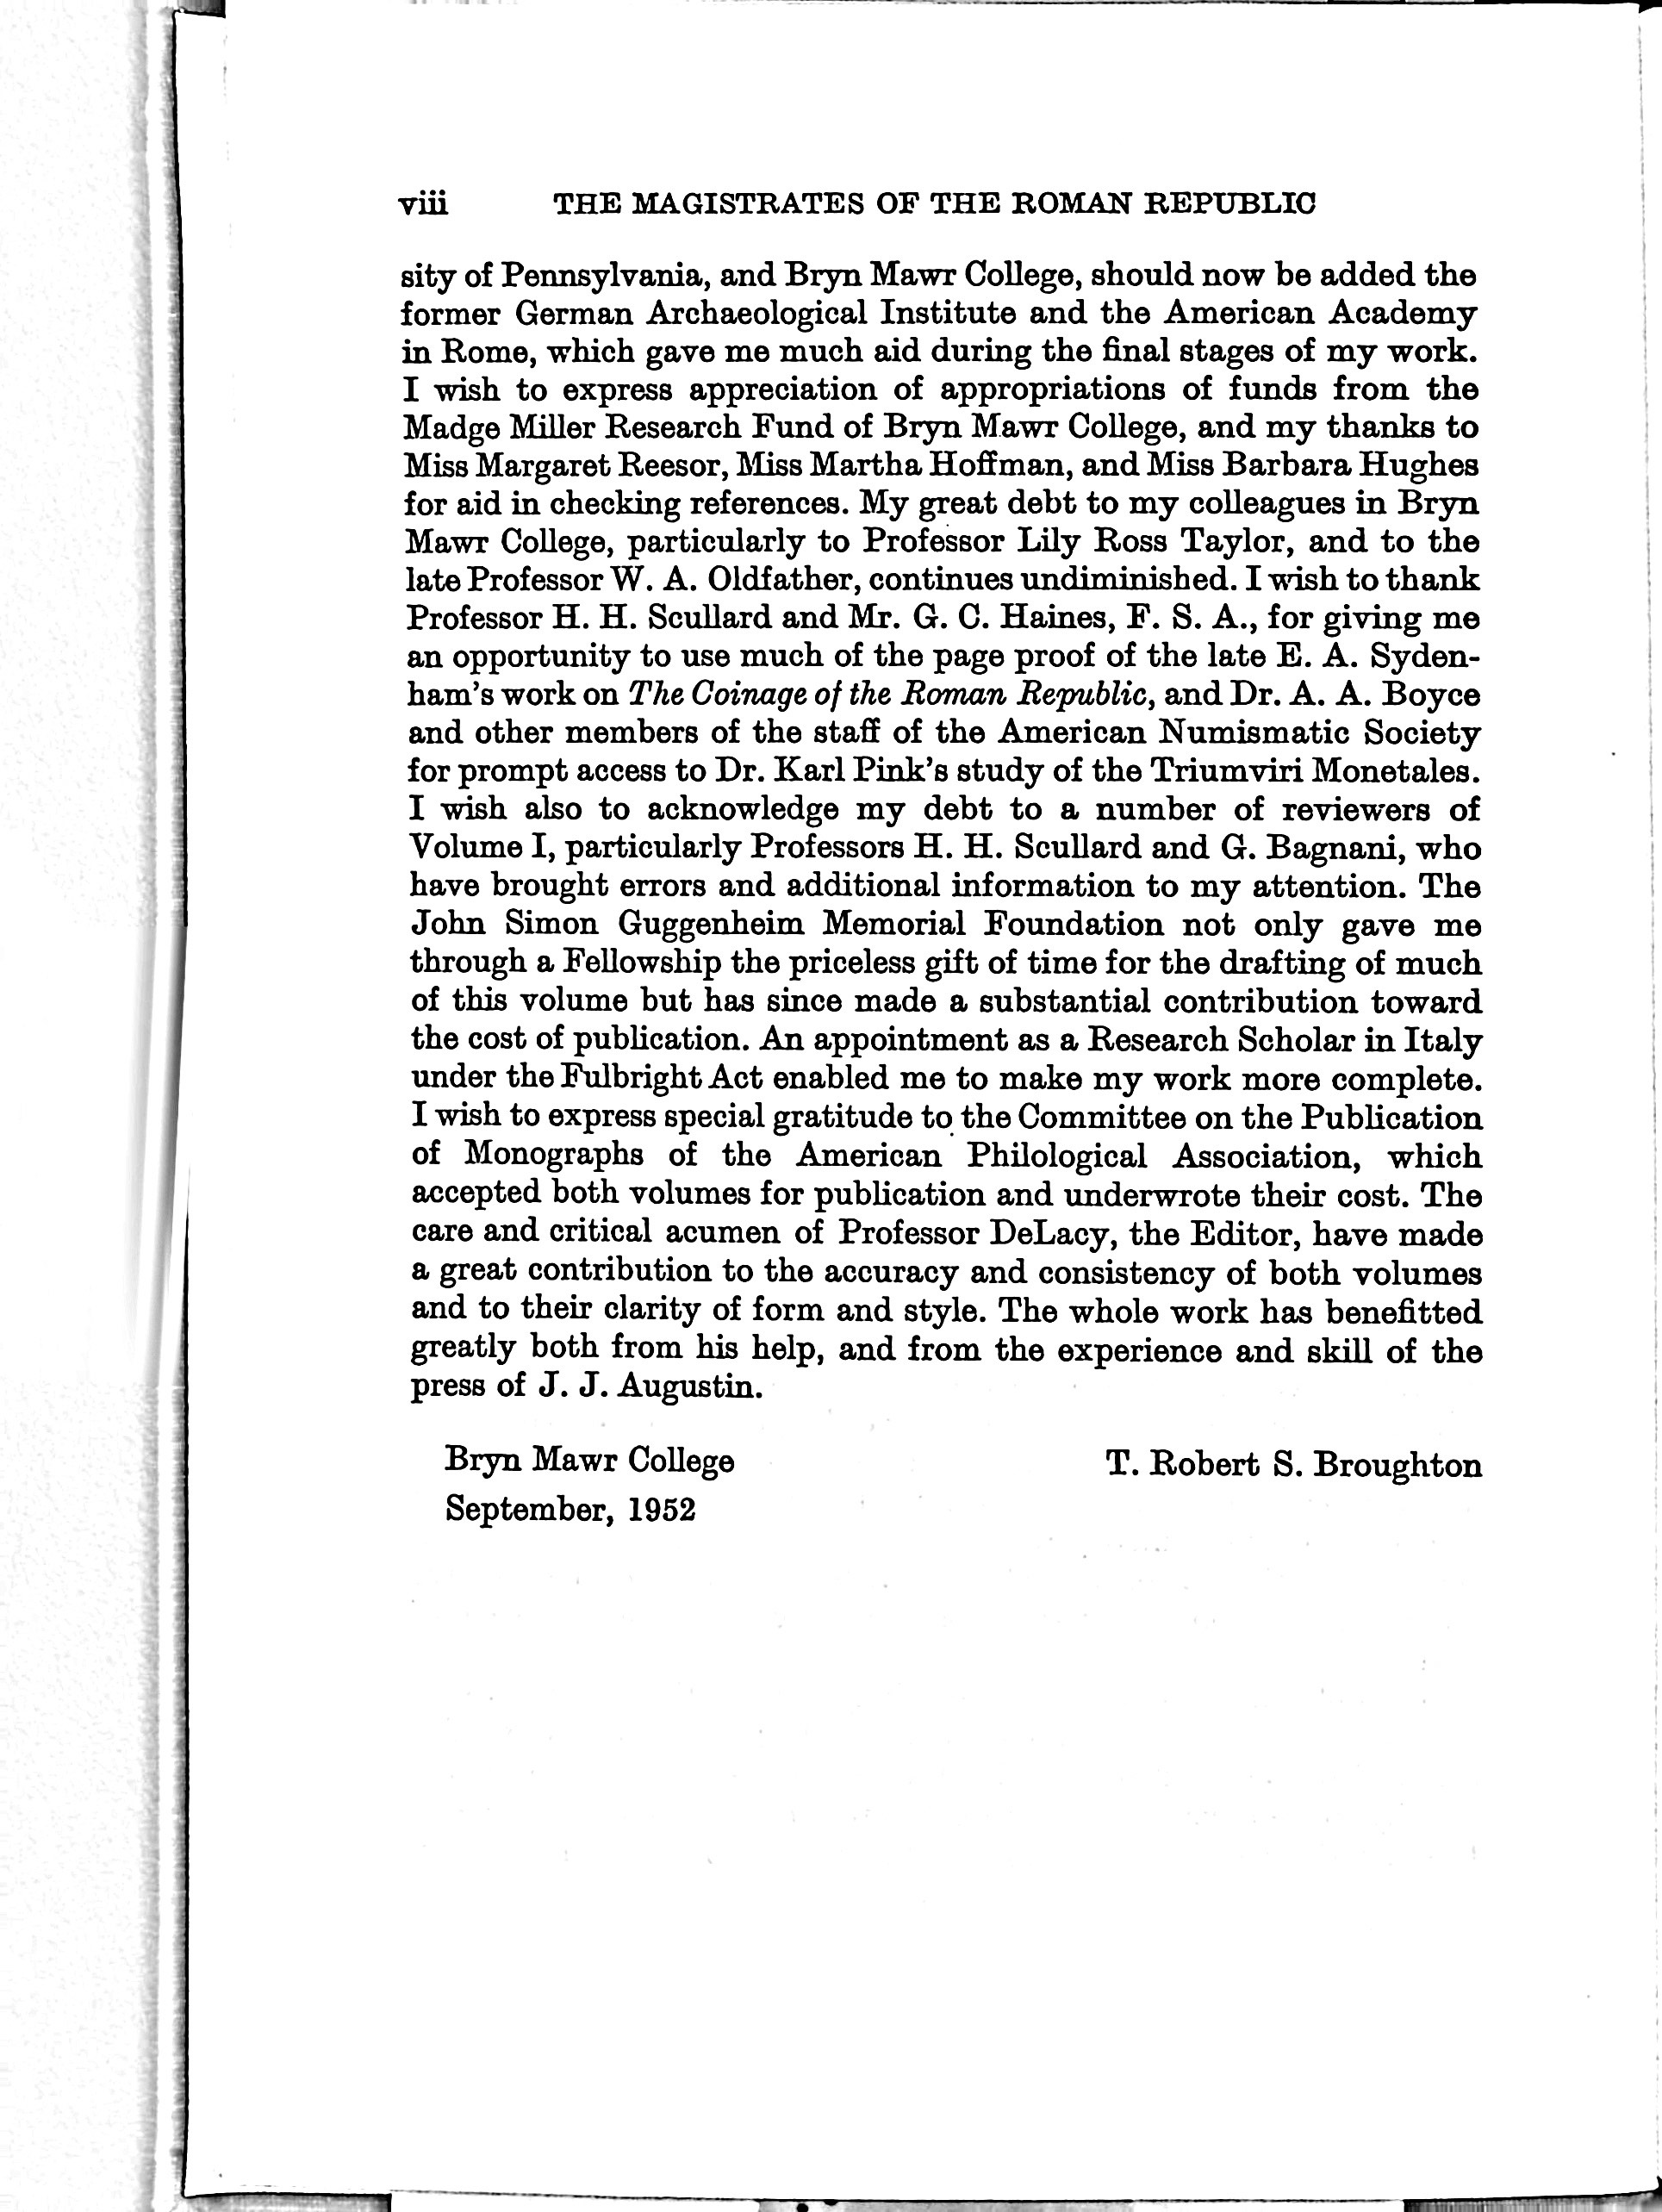 viii THE MAGISTRATES OF THE ROMAN REPUBLIC
sity of Pennsylvania, and Bryn Mawr College, should now be added the
former German Archaeological Institute and the American Academy
in Rome, which gave me much aid during the final stages of my work.
I wish to express appreciation of appropriations of funds from the
Madge Miller Research Fund of Bryn Mawr College, and my thanks to
Miss Margaret Reesor, Miss Martha Hoffman, and Miss Barbara Hughes
for aid in checking references. My great debt to my colleagues in Bryn
Mawr College, particularly to Professor Lily Ross Taylor, and to the
late Professor W. A. Oldfather, continues undiminished. I wish to thank
Professor H. H. Scullard and Mr. G. C. Haines, F. S. A., for giving me
an opportunity to use much of the page proof of the late E. A. Syden-
ham's work on The Coinage of the Roman Republic, and Dr. A. A. Boyce
and other members of the staff of the American Numismatic Society
for prompt access to Dr. Karl Pink's study of the Triumviri Monetales.
I wish also to acknowledge my debt to a number of reviewers of
Volume I, particularly Professors H. H. Scullard and G. Bagnani, who
have brought errors and additional information to my attention. The
John Simon Guggenheim Memorial Foundation not only gave me
through a Fellowship the priceless gift of time for the drafting of much
of this volume but has since made a substantial contribution toward
the cost of publication. An appointment as a Research Scholar in Italy
under the Fulbright Act enabled me to make my work more complete.
I wish to express special gratitude to the Committee on the Publication
of Monographs of the American Philological Association, which
accepted both volumes for publication and underwrote their cost. The
care and critical acumen of Professor DeLacy, the Editor, have made
a great contribution to the accuracy and consistency of both volumes
and to their clarity of form and style. The whole work has benefitted
greatly both from his help, and from the experience and skill of the
press of J. J. Augustin.
Bryn Mawr College T. Robert S. Broughton
September, 1952